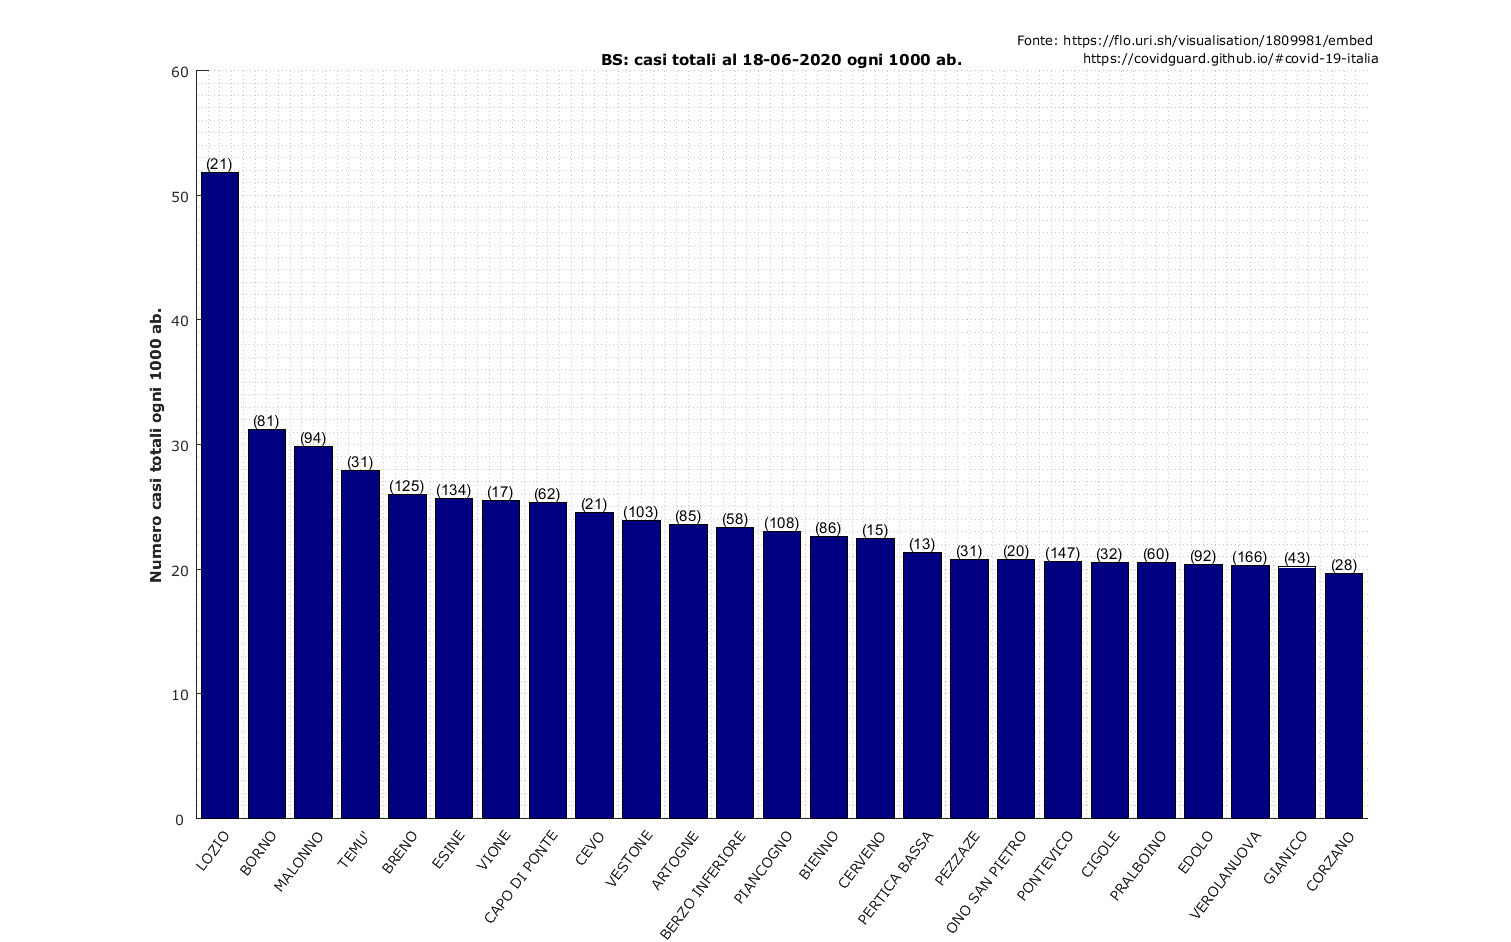 Fonte: https://flo.uri.sh/visualisation/1809981/embed
https://covidguard.github.io/#covid-19-italia
BS: casi totali al 18-06-2020 ogni 1000 ab.
Numero casi totali ogni 1000 ab.
60
50
40
30
20
10
0
(21)
(81)
(94)
(31)
(125)
(134)
(17)
(62)
(21)
(103)
(85)
(58)
(108)
(86)
(15)
(13)
(31)
(20)
(147)
(32)
(60)
(92)
(166)
(43)
(28)
LOZIO
BORNO
MALONNO
TEMU'
BRENO
ESINE
VIONE
CAPO DI PONTE
CEVO
VESTONE
ARTOGNE
BERZO INFERIORE
PIANCOGNO
BIENNO
CERVENO
PERTICA BASSA
PEZZAZE
ONO SAN PIETRO
PONTEVICO
CIGOLE
PRALBOINO
EDOLO
VEROLANUOVA
GIANICO
CORZANO